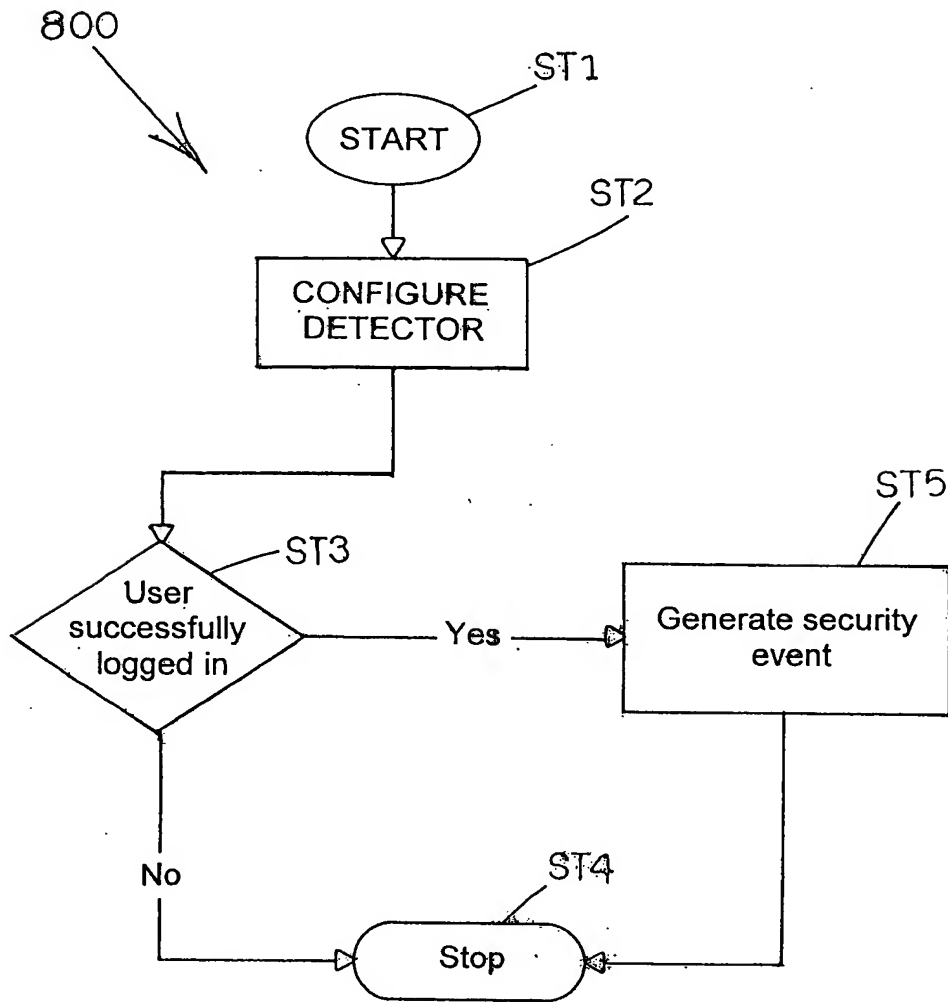 800
ST1
START
ST2
CONFIGURE
DETECTOR
ST5
ST3
User
successfully
logged in
Yes
Generate security
event
No
ST4
Stop